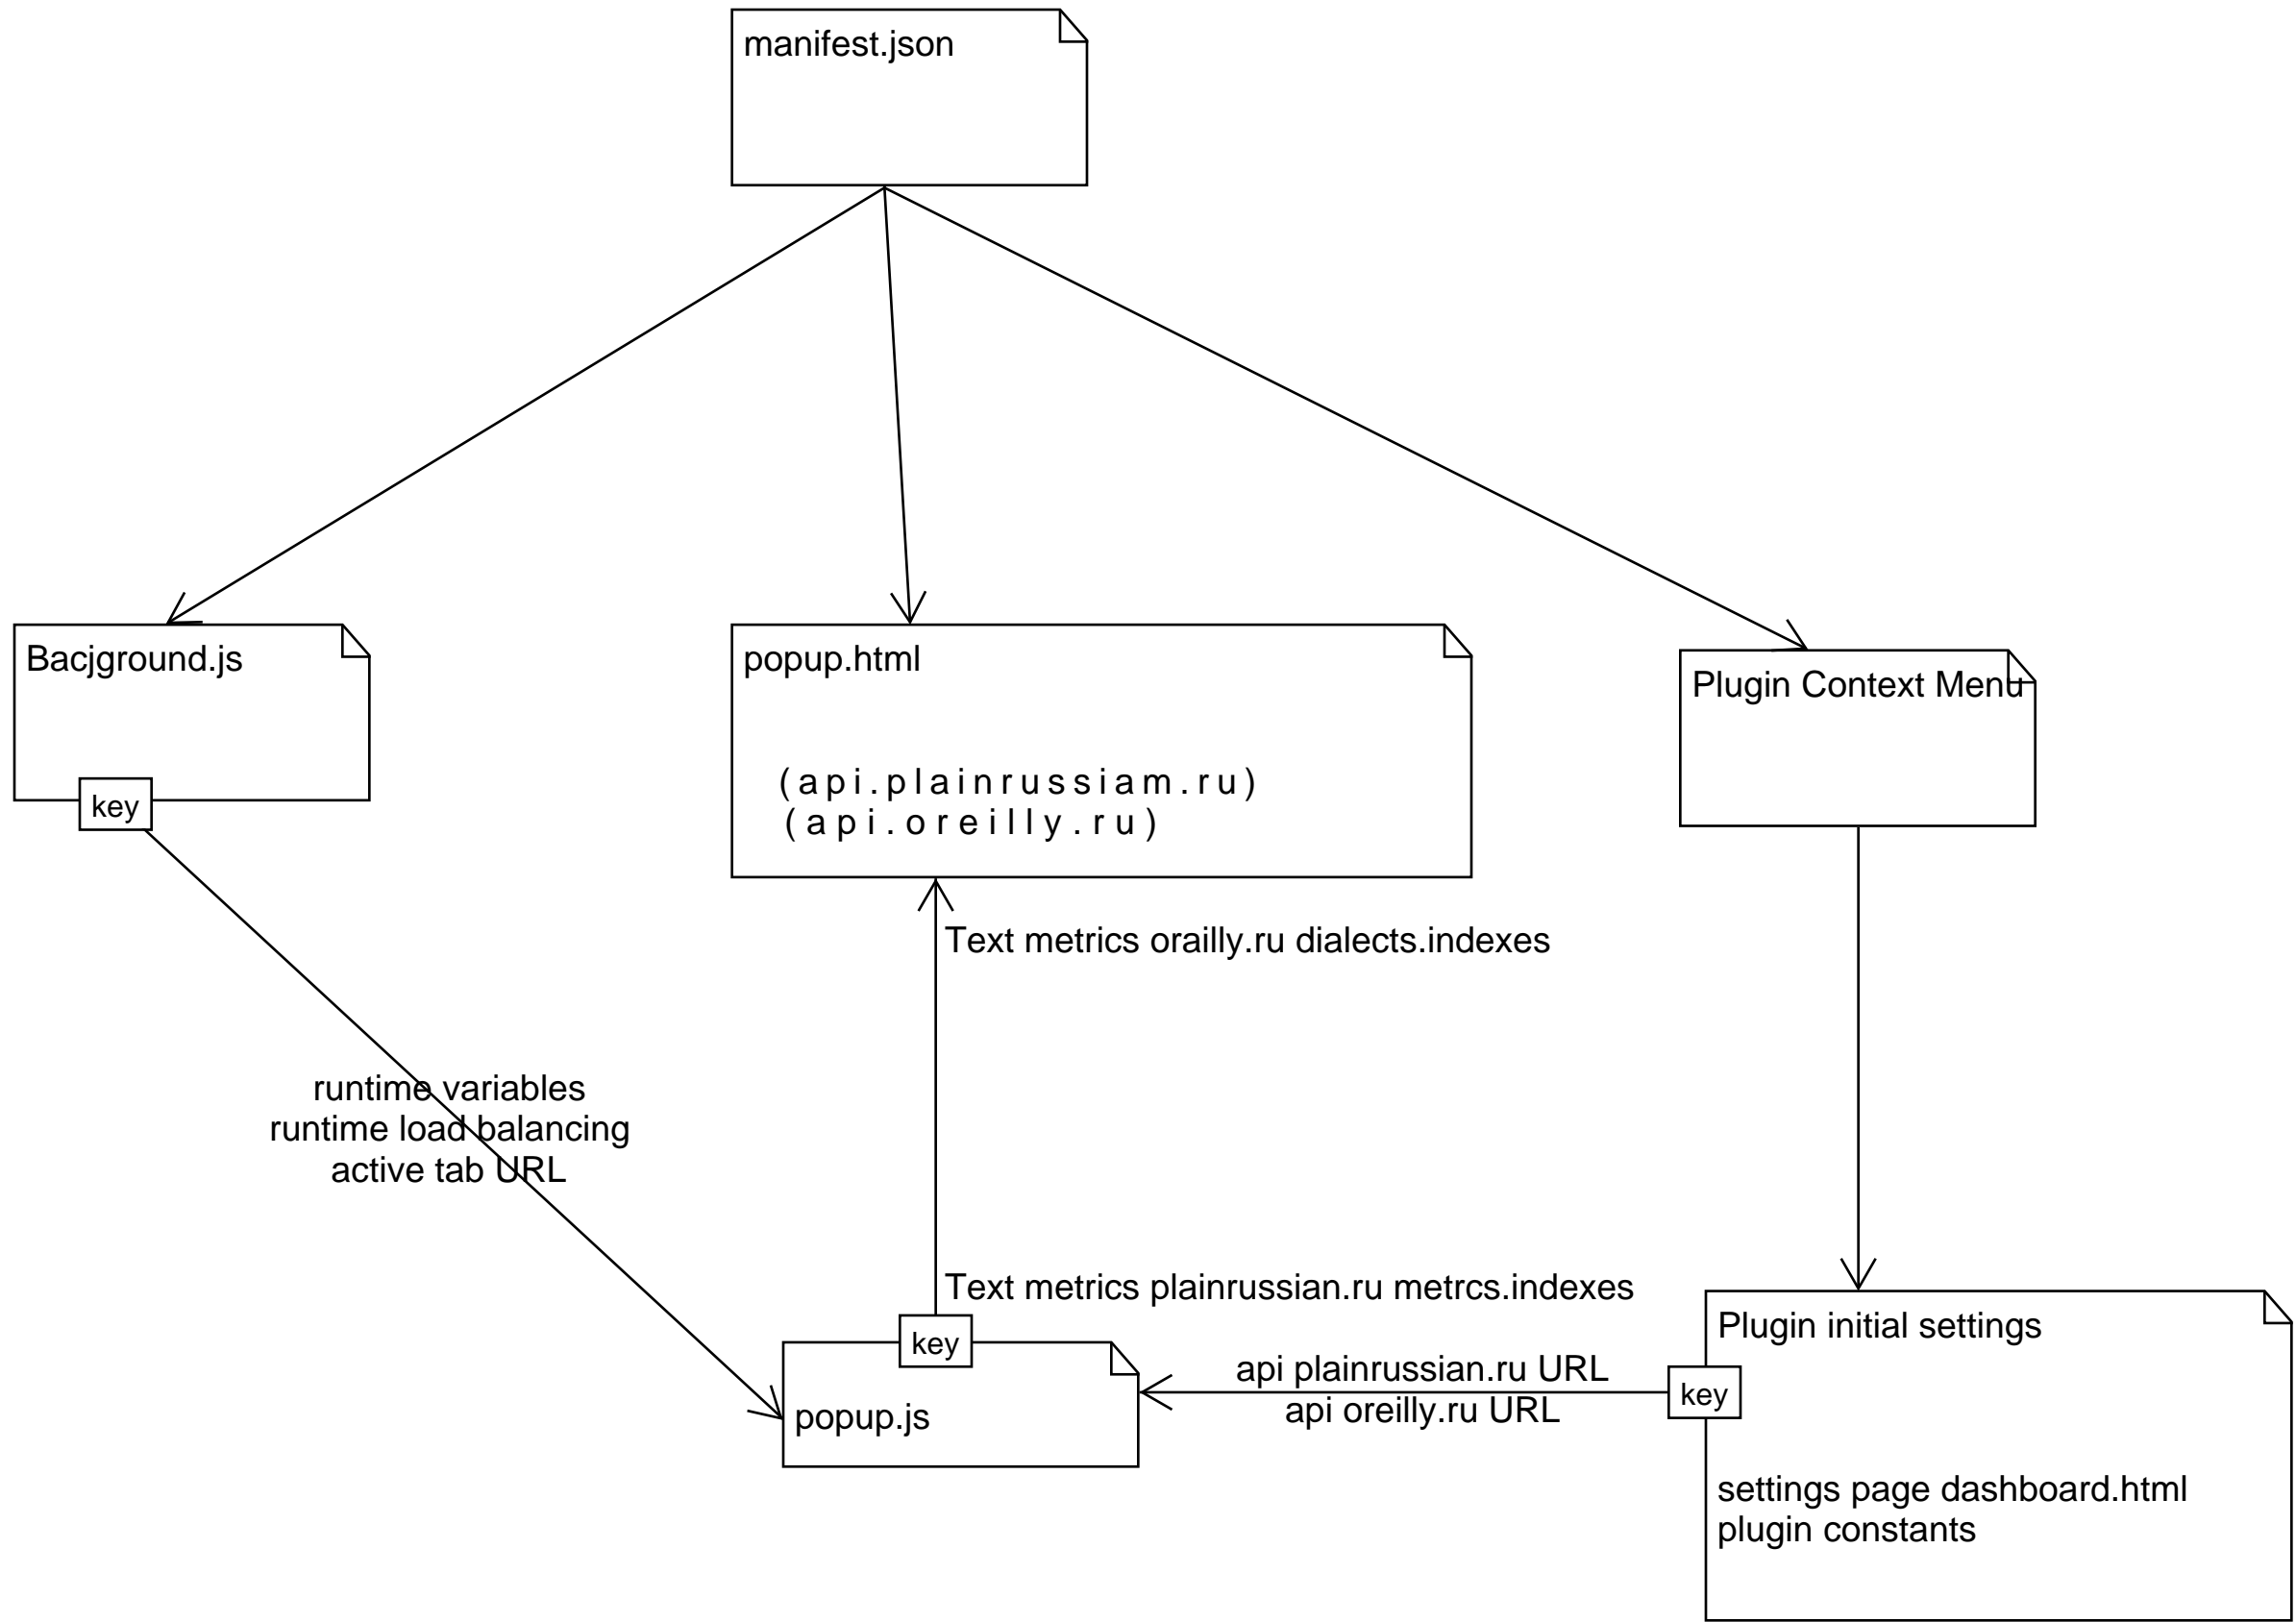 manifest.json
Bacjground.js
key
popup.html
(api.plainrussiam.ru)
(api.oreilly.ru)
Plugin Context Menu
Text metrics orailly.ru dialects.indexes
runtime variables
runtime load balancing
active tab URL
Text metrics plainrussian.ru metrcs.indexes
key
popup.js
api plainrussian.ru URL
api oreilly.ru URL
Plugin initial settings
key
settings page dashboard.html
plugin constants